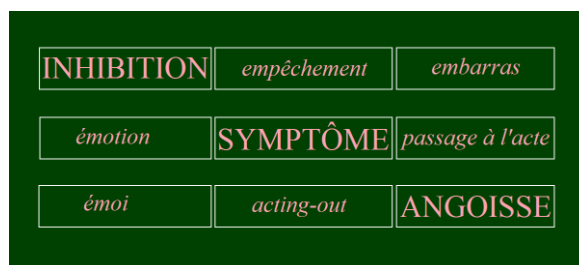 INHIBITION empêchement embarras
émotion SYMPTÔME passage à l'acte
émoi acting-out ANGOISSE